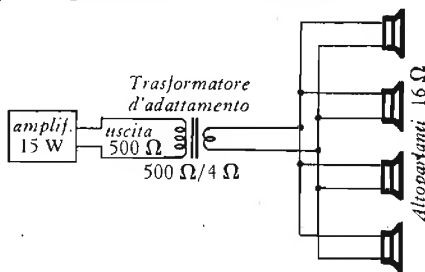 Trasformatore
d'adattamento
amplif.
15 W
uscita
500 Ω
500 Ω/4 Ω
Altoparlanti 16 Ω